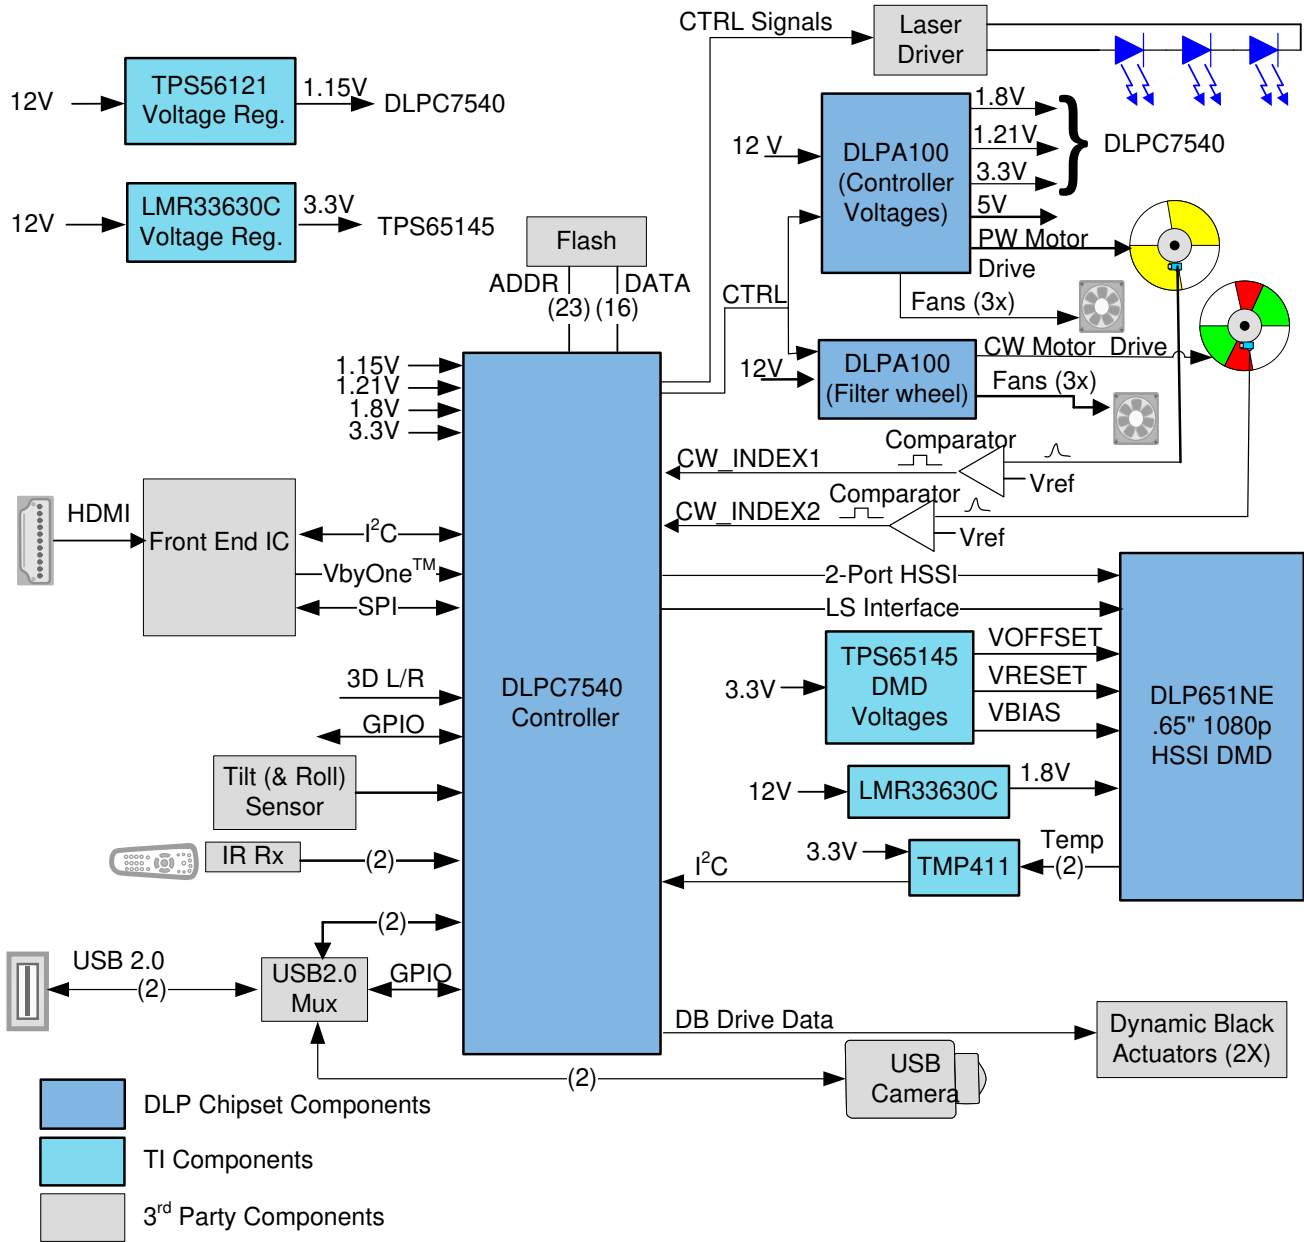 CTRL Signals
Laser
Driver
12V
TPS56121
Voltage Reg.
1.15V
DLPC7540
12V
LMR33630C
Voltage Reg.
3.3V
TPS65145
12 V
DLPA100
(Controller
Voltages)
1.8V
1.21V
3.3V
5V
DLPC7540
PW Motor
Drive
Fans (3x)
Flash
ADDR
(23)
DATA
(16)
CTRL
12V
DLPA100
(Filter wheel)
CW Motor Drive
Fans (3x)
1.15V
1.21V
1.8V
3.3V
Comparator
CW_INDEX1
Vref
Comparator
CW_INDEX2
Vref
HDMI
Front End IC
I²C
VbyOne™
SPI
2-Port HSSI
LS Interface
DLPC7540
Controller
3D L/R
GPIO
Tilt (& Roll)
Sensor
IR Rx
(2)
3.3V
TPS65145
DMD
Voltages
VOFFSET
VRESET
VBIAS
DLP651NE
.65" 1080p
HSSI DMD
12V
LMR33630C
1.8V
3.3V
TMP411
Temp
(2)
I²C
(2)
USB 2.0
(2)
USB2.0
Mux
GPIO
DB Drive Data
Dynamic Black
Actuators (2X)
(2)
USB
Camera
DLP Chipset Components
TI Components
3rd Party Components